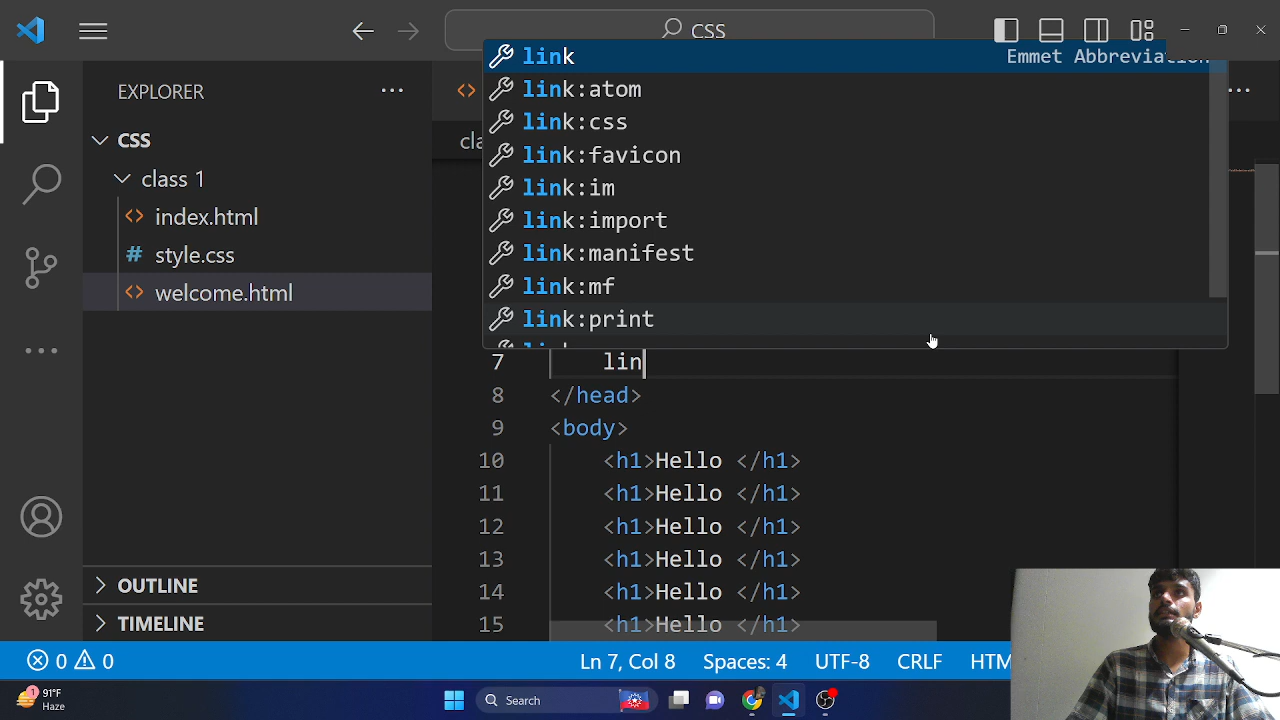 CSS
EXPLORER
CSS
class 1
index.html
style.css
welcome.html
OUTLINE
TIMELINE
link
Emmet Abbreviation
link:atom
link:css
link:favicon
link:im
link:import
link:manifest
link:mf
link:print
7 lin
8 </head>
9 <body>
10 <h1>Hello </h1>
11 <h1>Hello </h1>
12 <h1>Hello </h1>
13 <h1>Hello </h1>
14 <h1>Hello </h1>
15 <h1>Hello </h1>
0 0
Ln 7, Col 8 Spaces: 4 UTF-8 CRLF
1
91°F
Haze
Search